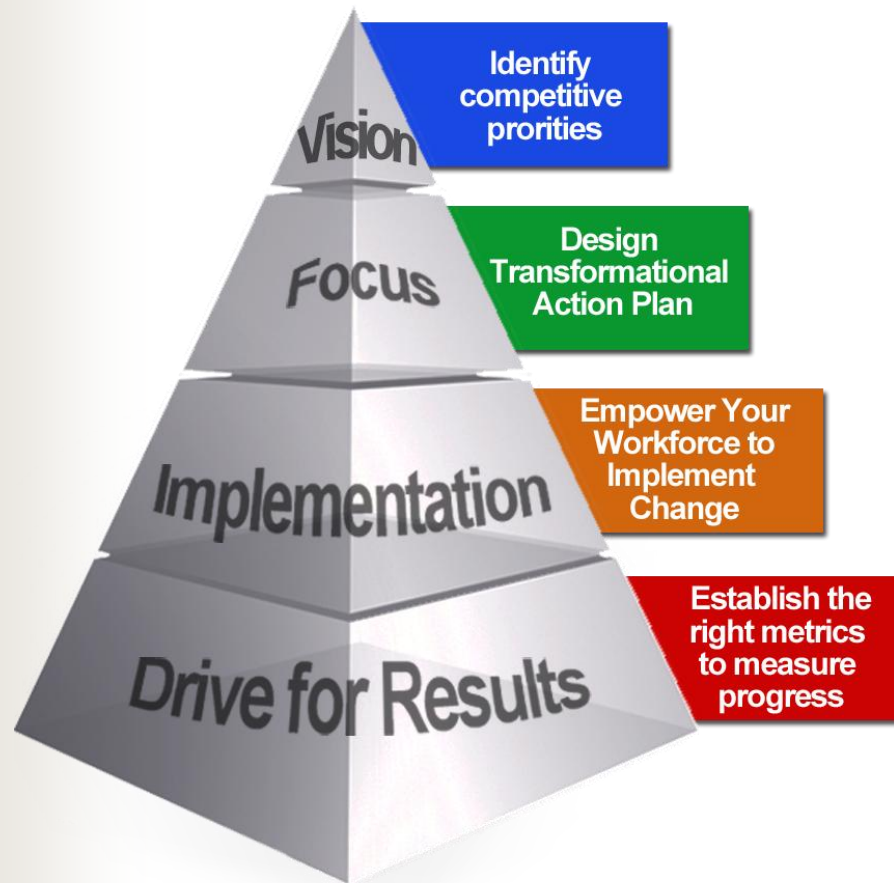 Vision
Identify
competitive
prorities
Focus
Design
Transformational
Action Plan
Implementation
Empower Your
Workforce to
Implement
Change
Drive for Results
Establish the
right metrics
to measure
progress